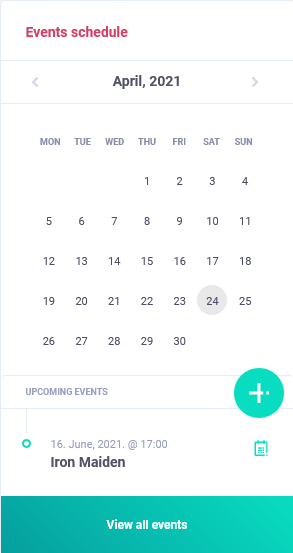 Events schedule
April, 2021
MON TUE WED THU FRI SAT SUN
1 2 3 4
5 6 7 8 9 10 11
12 13 14 15 16 17 18
19 20 21 22 23 24 25
26 27 28 29 30
UPCOMING EVENTS
16. June, 2021. @ 17:00
Iron Maiden
View all events